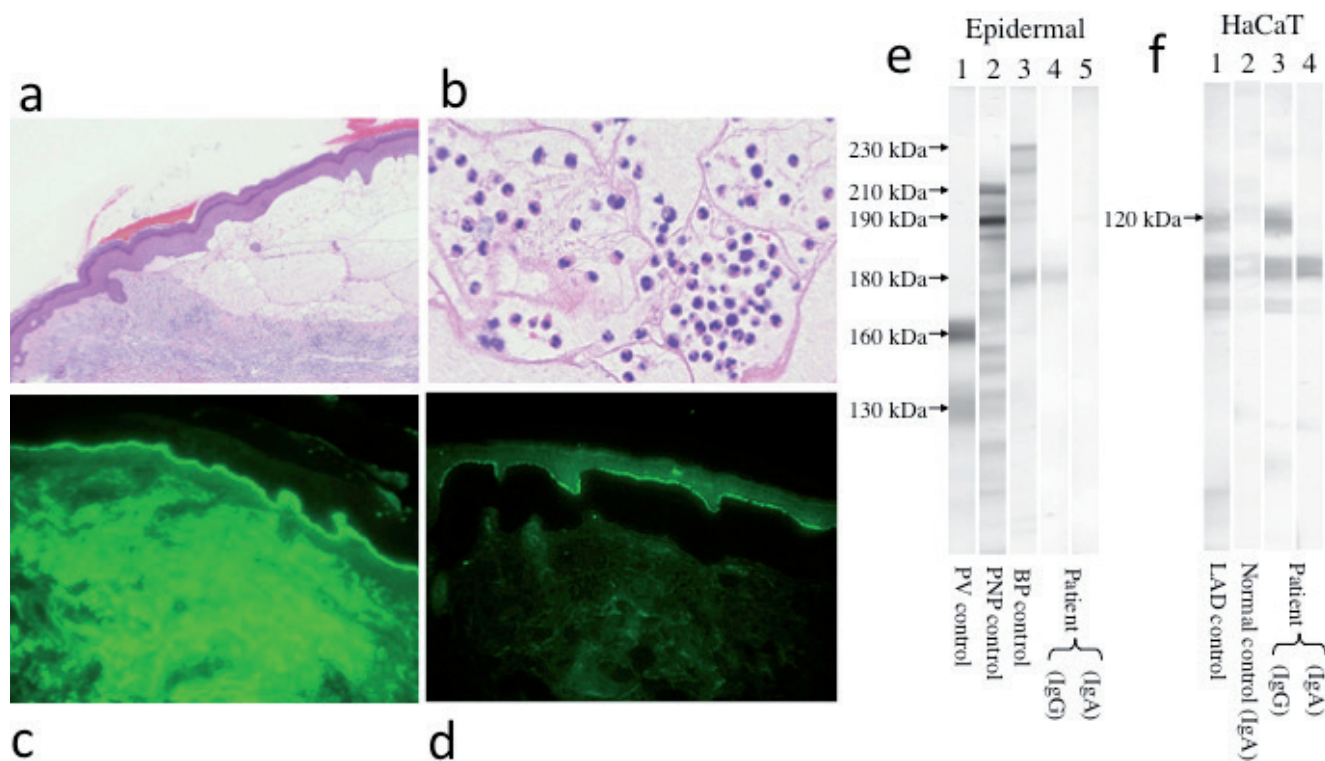 a
b
c
d
e
Epidermal
1 2 3 4 5
230 kDa
210 kDa
190 kDa
180 kDa
160 kDa
130 kDa
PV control
PNP control
BP control
Patient
(IgG)
(IgA)
f
HaCaT
1 2 3 4
120 kDa
LAD control
Normal control (IgA)
Patient
(IgG)
(IgA)